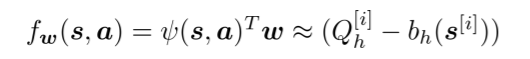 f_𝒘(𝒔, 𝒂) = ψ(𝒔, 𝒂)^T 𝒘 ≈ (Q_h^{[i]} − b_h(𝒔^{[i]}))